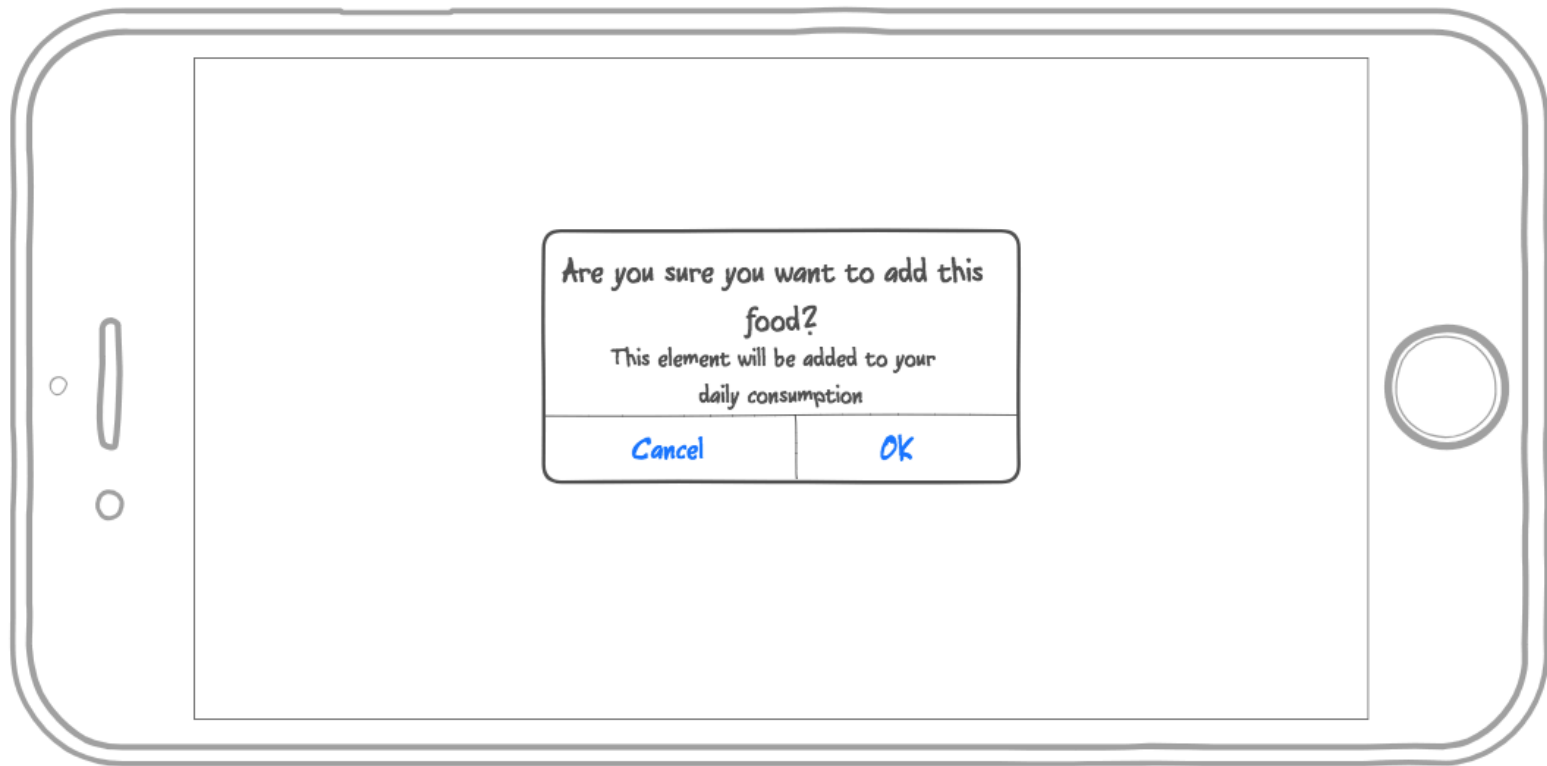 Are you sure you want to add this
food?
This element will be added to your
daily consumption
Cancel
OK